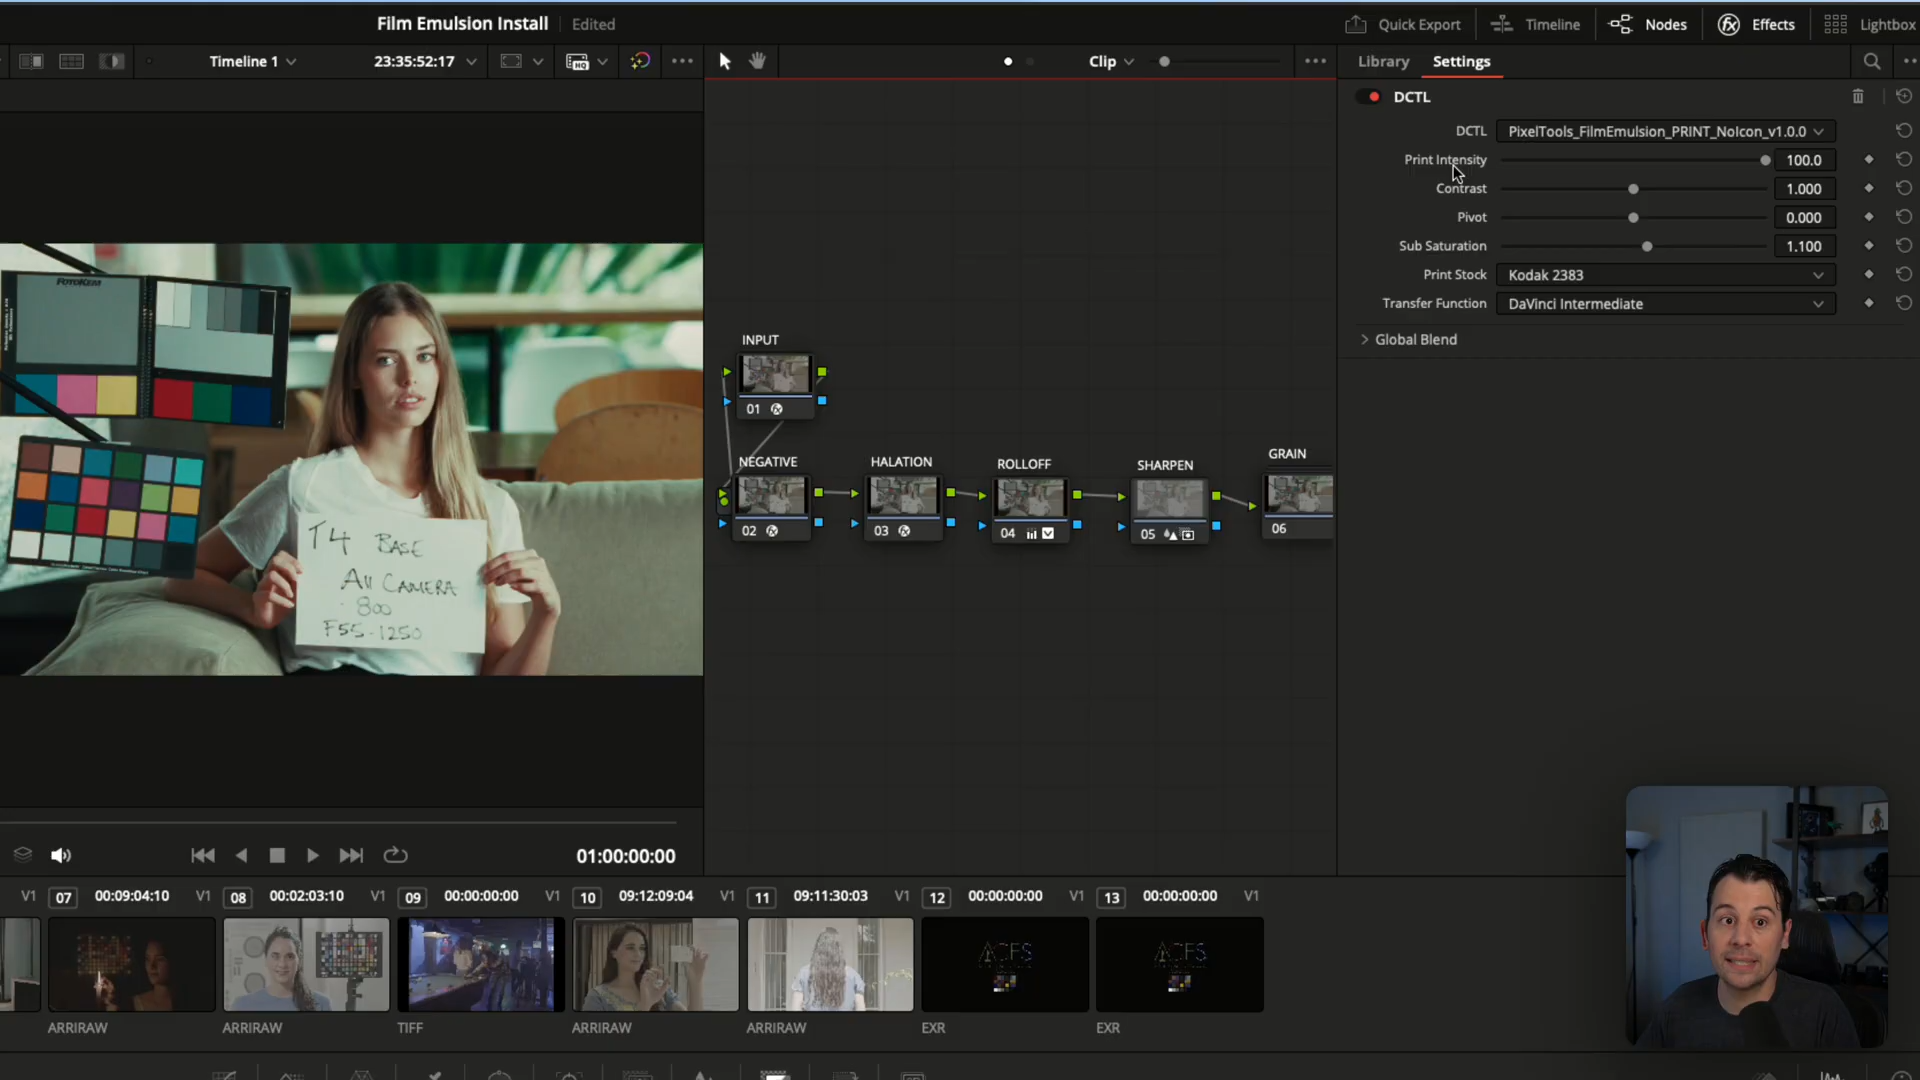 Film Emulsion Install Edited
Quick Export Timeline Nodes Effects Lightbox
Timeline 1 23:35:52:17 HQ Clip Library Settings
DCTL
DCTL PixelTools_FilmEmulsion_PRINT_NoIcon_v1.0.0
Print Intensity 100.0
Contrast 1.000
Pivot 0.000
Sub Saturation 1.100
Print Stock Kodak 2383
Transfer Function DaVinci Intermediate
Global Blend
FOTOKEM
T4 BASE
All CAMERA
800
F55-1250
INPUT
01
NEGATIVE HALATION ROLLOFF SHARPEN GRAIN
02 03 04 05 06
01:00:00:00
V1 07 00:09:04:10 V1 08 00:02:03:10 V1 09 00:00:00:00 V1 10 09:12:09:04 V1 11 09:11:30:03 V1 12 00:00:00:00 V1 13 00:00:00:00 V1
ACES ACES
ARRIRAW ARRIRAW TIFF ARRIRAW ARRIRAW EXR EXR